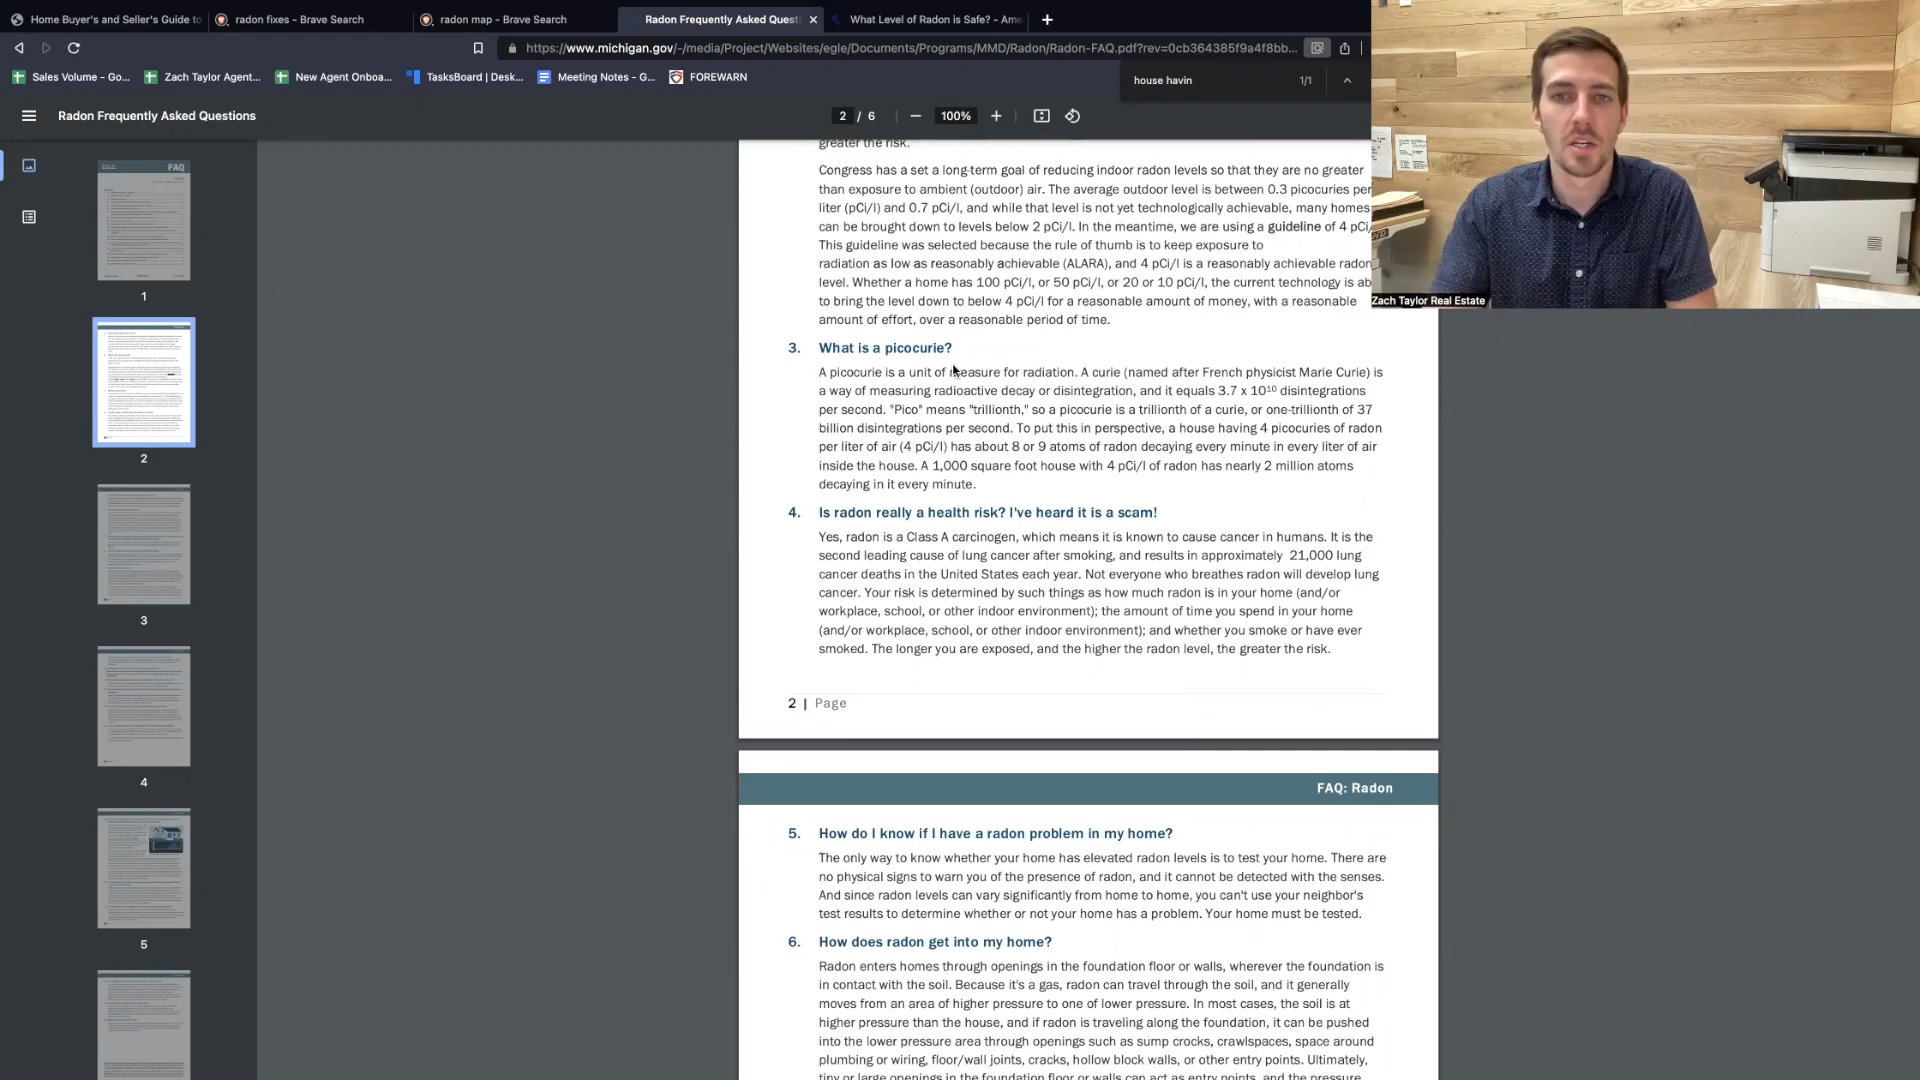 Home Buyer's and Seller's Guide to
radon fixes - Brave Search
radon map - Brave Search
Radon Frequently Asked Questi
What Level of Radon is Safe? - Ame
https://www.michigan.gov/-/media/Project/Websites/egle/Documents/Programs/MMD/Radon/Radon-FAQ.pdf?rev=0cb364385f9a4f8bb...
Sales Volume - Go...
Zach Taylor Agent...
New Agent Onboa...
TasksBoard | Desk...
Meeting Notes - G...
FOREWARN
house havin
1/1
Radon Frequently Asked Questions
2 / 6
100%
greater the risk.
Congress has a set a long-term goal of reducing indoor radon levels so that they are no greater
than exposure to ambient (outdoor) air. The average outdoor level is between 0.3 picocuries per
liter (pCi/l) and 0.7 pCi/l, and while that level is not yet technologically achievable, many homes
can be brought down to levels below 2 pCi/l. In the meantime, we are using a guideline of 4 pCi/
This guideline was selected because the rule of thumb is to keep exposure to
radiation as low as reasonably achievable (ALARA), and 4 pCi/l is a reasonably achievable radon
level. Whether a home has 100 pCi/l, or 50 pCi/l, or 20 or 10 pCi/l, the current technology is ab
to bring the level down to below 4 pCi/l for a reasonable amount of money, with a reasonable
amount of effort, over a reasonable period of time.
3. What is a picocurie?
A picocurie is a unit of measure for radiation. A curie (named after French physicist Marie Curie) is
a way of measuring radioactive decay or disintegration, and it equals 3.7 x 10¹⁰ disintegrations
per second. "Pico" means "trillionth," so a picocurie is a trillionth of a curie, or one-trillionth of 37
billion disintegrations per second. To put this in perspective, a house having 4 picocuries of radon
per liter of air (4 pCi/l) has about 8 or 9 atoms of radon decaying every minute in every liter of air
inside the house. A 1,000 square foot house with 4 pCi/l of radon has nearly 2 million atoms
decaying in it every minute.
4. Is radon really a health risk? I've heard it is a scam!
Yes, radon is a Class A carcinogen, which means it is known to cause cancer in humans. It is the
second leading cause of lung cancer after smoking, and results in approximately 21,000 lung
cancer deaths in the United States each year. Not everyone who breathes radon will develop lung
cancer. Your risk is determined by such things as how much radon is in your home (and/or
workplace, school, or other indoor environment); the amount of time you spend in your home
(and/or workplace, school, or other indoor environment); and whether you smoke or have ever
smoked. The longer you are exposed, and the higher the radon level, the greater the risk.
2 | Page
FAQ: Radon
5. How do I know if I have a radon problem in my home?
The only way to know whether your home has elevated radon levels is to test your home. There are
no physical signs to warn you of the presence of radon, and it cannot be detected with the senses.
And since radon levels can vary significantly from home to home, you can't use your neighbor's
test results to determine whether or not your home has a problem. Your home must be tested.
6. How does radon get into my home?
Radon enters homes through openings in the foundation floor or walls, wherever the foundation is
in contact with the soil. Because it's a gas, radon can travel through the soil, and it generally
moves from an area of higher pressure to one of lower pressure. In most cases, the soil is at
higher pressure than the house, and if radon is traveling along the foundation, it can be pushed
into the lower pressure area through openings such as sump crocks, crawlspaces, space around
plumbing or wiring, floor/wall joints, cracks, hollow block walls, or other entry points. Ultimately,
tiny or large openings in the foundation floor or walls can act as entry points, and the pressure
EGLE
FAQ
1
2
3
4
5
Zach Taylor Real Estate